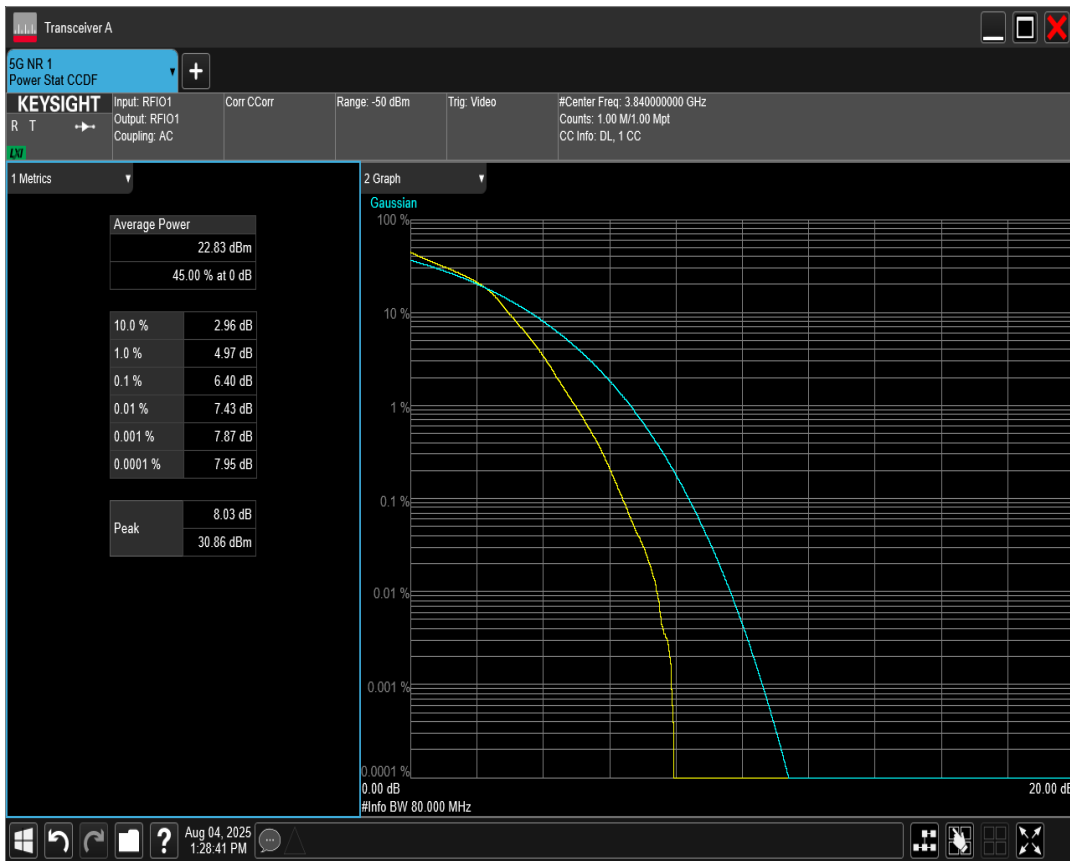 Transceiver A
5G NR 1
Power Stat CCDF
+
KEYSIGHT
R T
LXI
Input: RFIO1
Output: RFIO1
Coupling: AC
Corr CCorr
Range: -50 dBm
Trig: Video
#Center Freq: 3.840000000 GHz
Counts: 1.00 M/1.00 Mpt
CC Info: DL, 1 CC
1 Metrics
Average Power
22.83 dBm
45.00 % at 0 dB
10.0 % 2.96 dB
1.0 % 4.97 dB
0.1 % 6.40 dB
0.01 % 7.43 dB
0.001 % 7.87 dB
0.0001 % 7.95 dB
Peak 8.03 dB
30.86 dBm
2 Graph
Gaussian
100 %
10 %
1 %
0.1 %
0.01 %
0.001 %
0.0001 %
0.00 dB 20.00 dB
#Info BW 80.000 MHz
?
Aug 04, 2025
1:28:41 PM